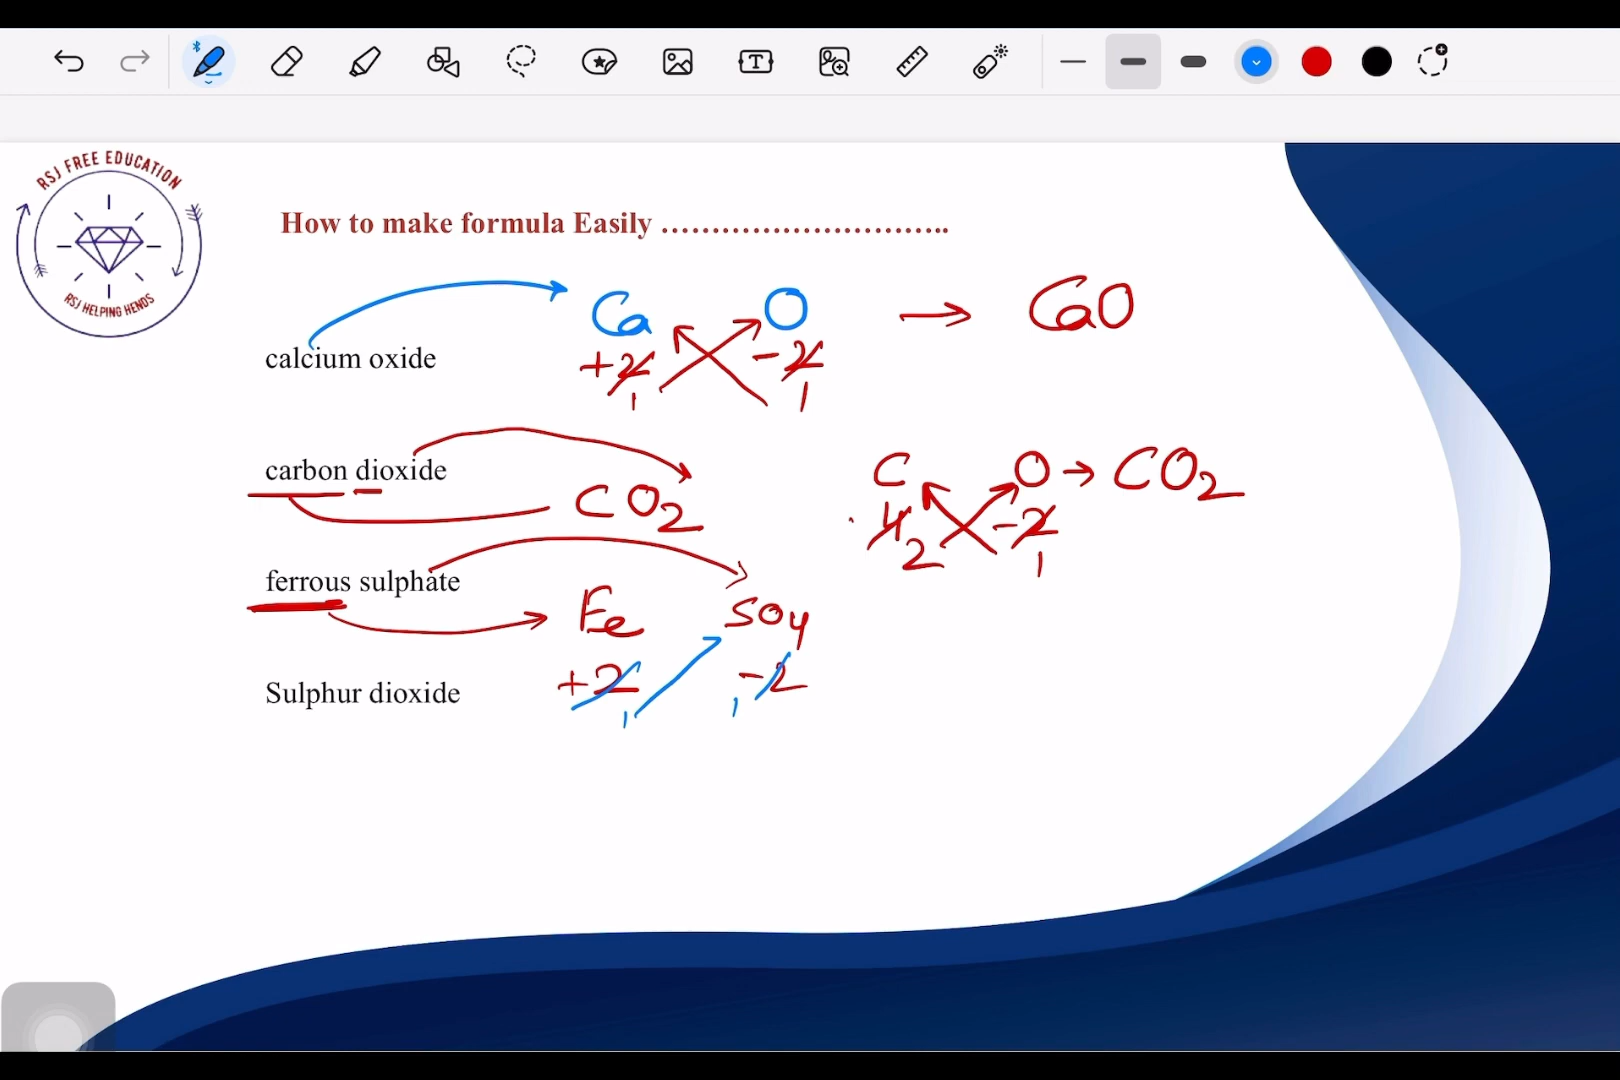 RSJ FREE EDUCATION
RSJ HELPING HENDS
How to make formula Easily ...............................
Ca O → CaO
calcium oxide
+2 -2
1 1
carbon dioxide
CO2
C O → CO2
4 -2
2 1
ferrous sulphate
Fe SO4
+2 -2
1 1
Sulphur dioxide